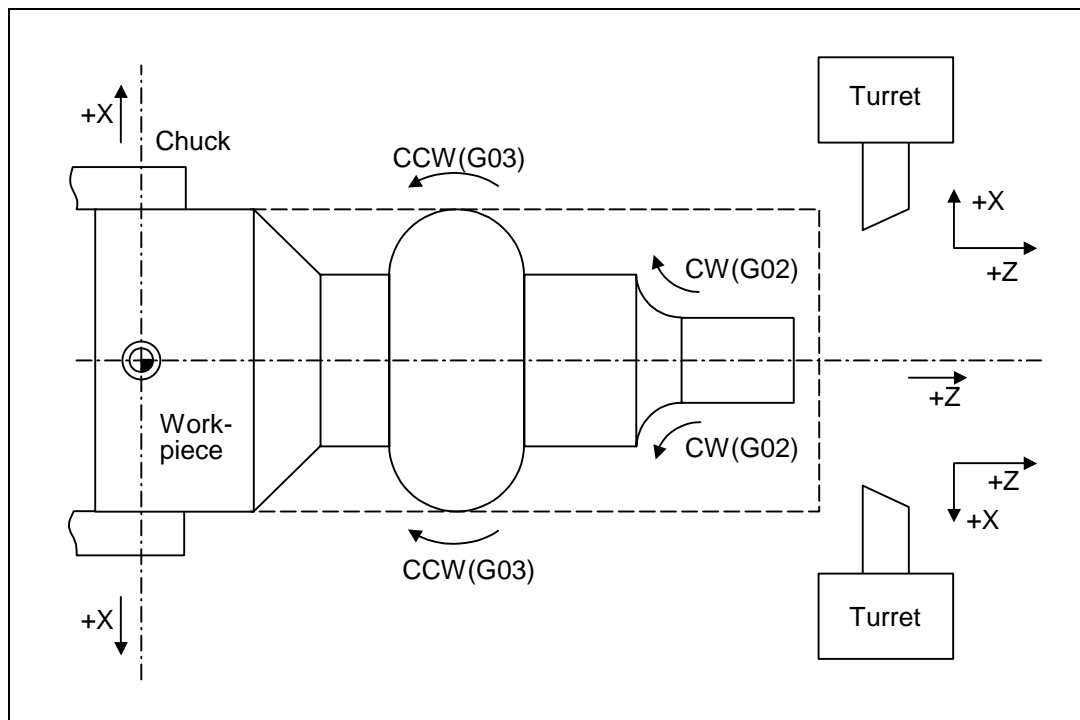 Turret
+X
Chuck
CCW(G03)
+X
+Z
CW(G02)
+Z
Work-
piece
CW(G02)
+Z
+X
CCW(G03)
+X
Turret